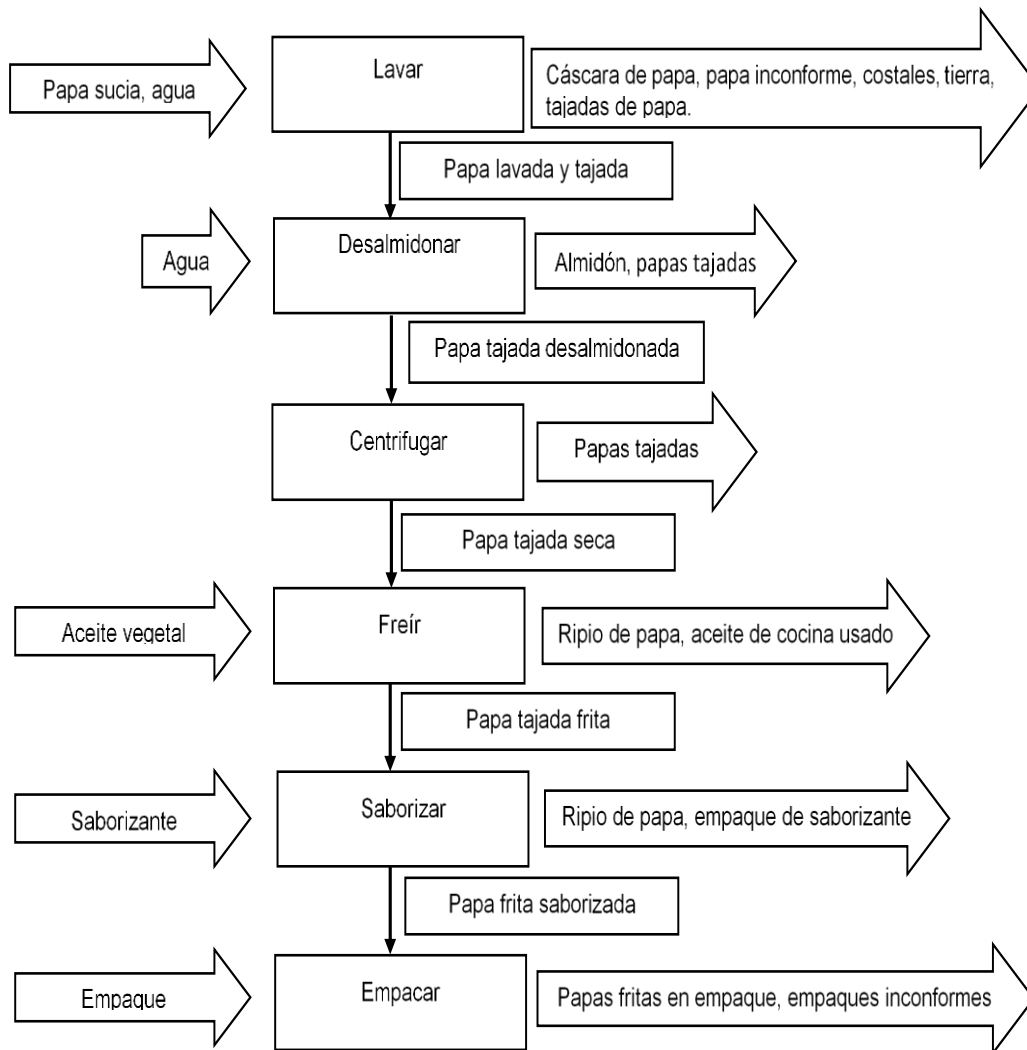 Lavar
Papa sucia, agua
Cáscara de papa, papa inconforme, costales, tierra,
tajadas de papa.
Papa lavada y tajada
Desalmidonar
Agua
Almidón, papas tajadas
Papa tajada desalmidonada
Centrifugar
Papas tajadas
Papa tajada seca
Aceite vegetal
Freír
Ripio de papa, aceite de cocina usado
Papa tajada frita
Saborizante
Saborizar
Ripio de papa, empaque de saborizante
Papa frita saborizada
Empaque
Empacar
Papas fritas en empaque, empaques inconformes